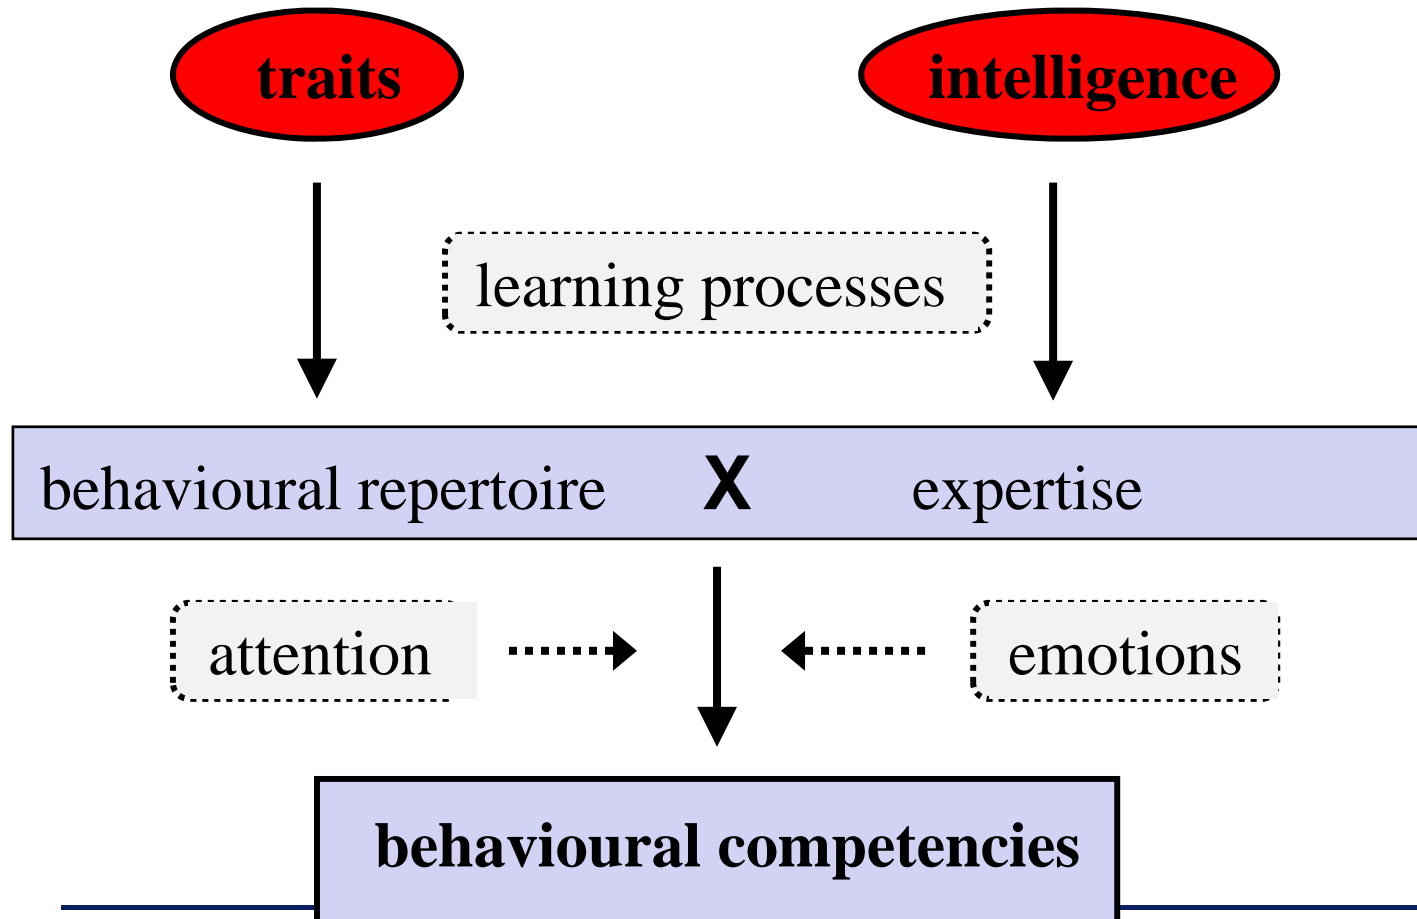 traits intelligence
learning processes
behavioural repertoire X expertise
attention emotions
behavioural competencies